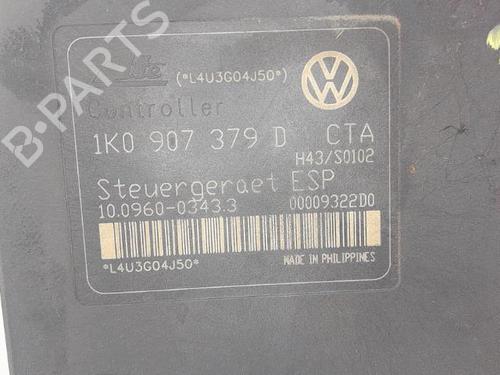 B-PARTS
Ate (*L4U3G04J50*)
Controller
1K0 907 379 D CTA
H43/S0102
Steuergeraet ESP
10.0960-0343.3 00009322D0
*L4U3G04J50* MADE IN PHILIPPINES